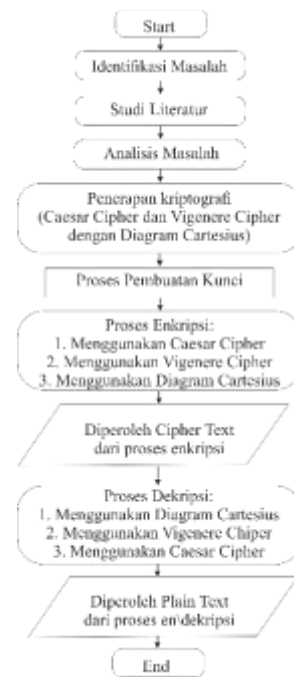 Start
Identifikasi Masalah
Studi Literatur
Analisis Masalah
Penerapan kriptografi
(Caesar Cipher dan Vigenere Cipher
dengan Diagram Cartesius)
Proses Pembuatan Kunci
Proses Enkripsi:
1. Menggunakan Caesar Cipher
2. Menggunakan Vigenere Cipher
3. Menggunakan Diagram Cartesius
Diperoleh Cipher Text
dari proses enkripsi
Proses Dekripsi:
1. Menggunakan Diagram Cartesius
2. Menggunakan Vigenere Chiper
3. Menggunakan Caesar Cipher
Diperoleh Plain Text
dari proses en\dekripsi
End